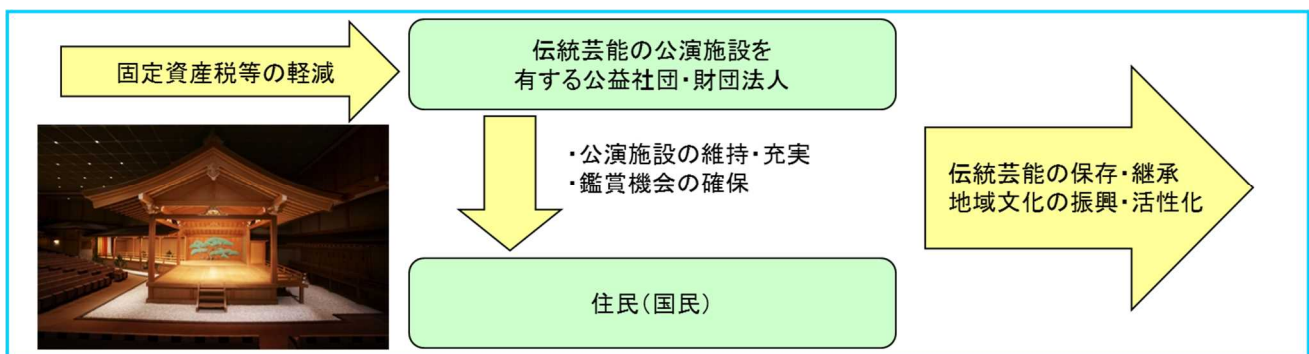 固定資産税等の軽減
伝統芸能の公演施設を
有する公益社団・財団法人
・公演施設の維持・充実
・鑑賞機会の確保
伝統芸能の保存・継承
地域文化の振興・活性化
住民(国民)